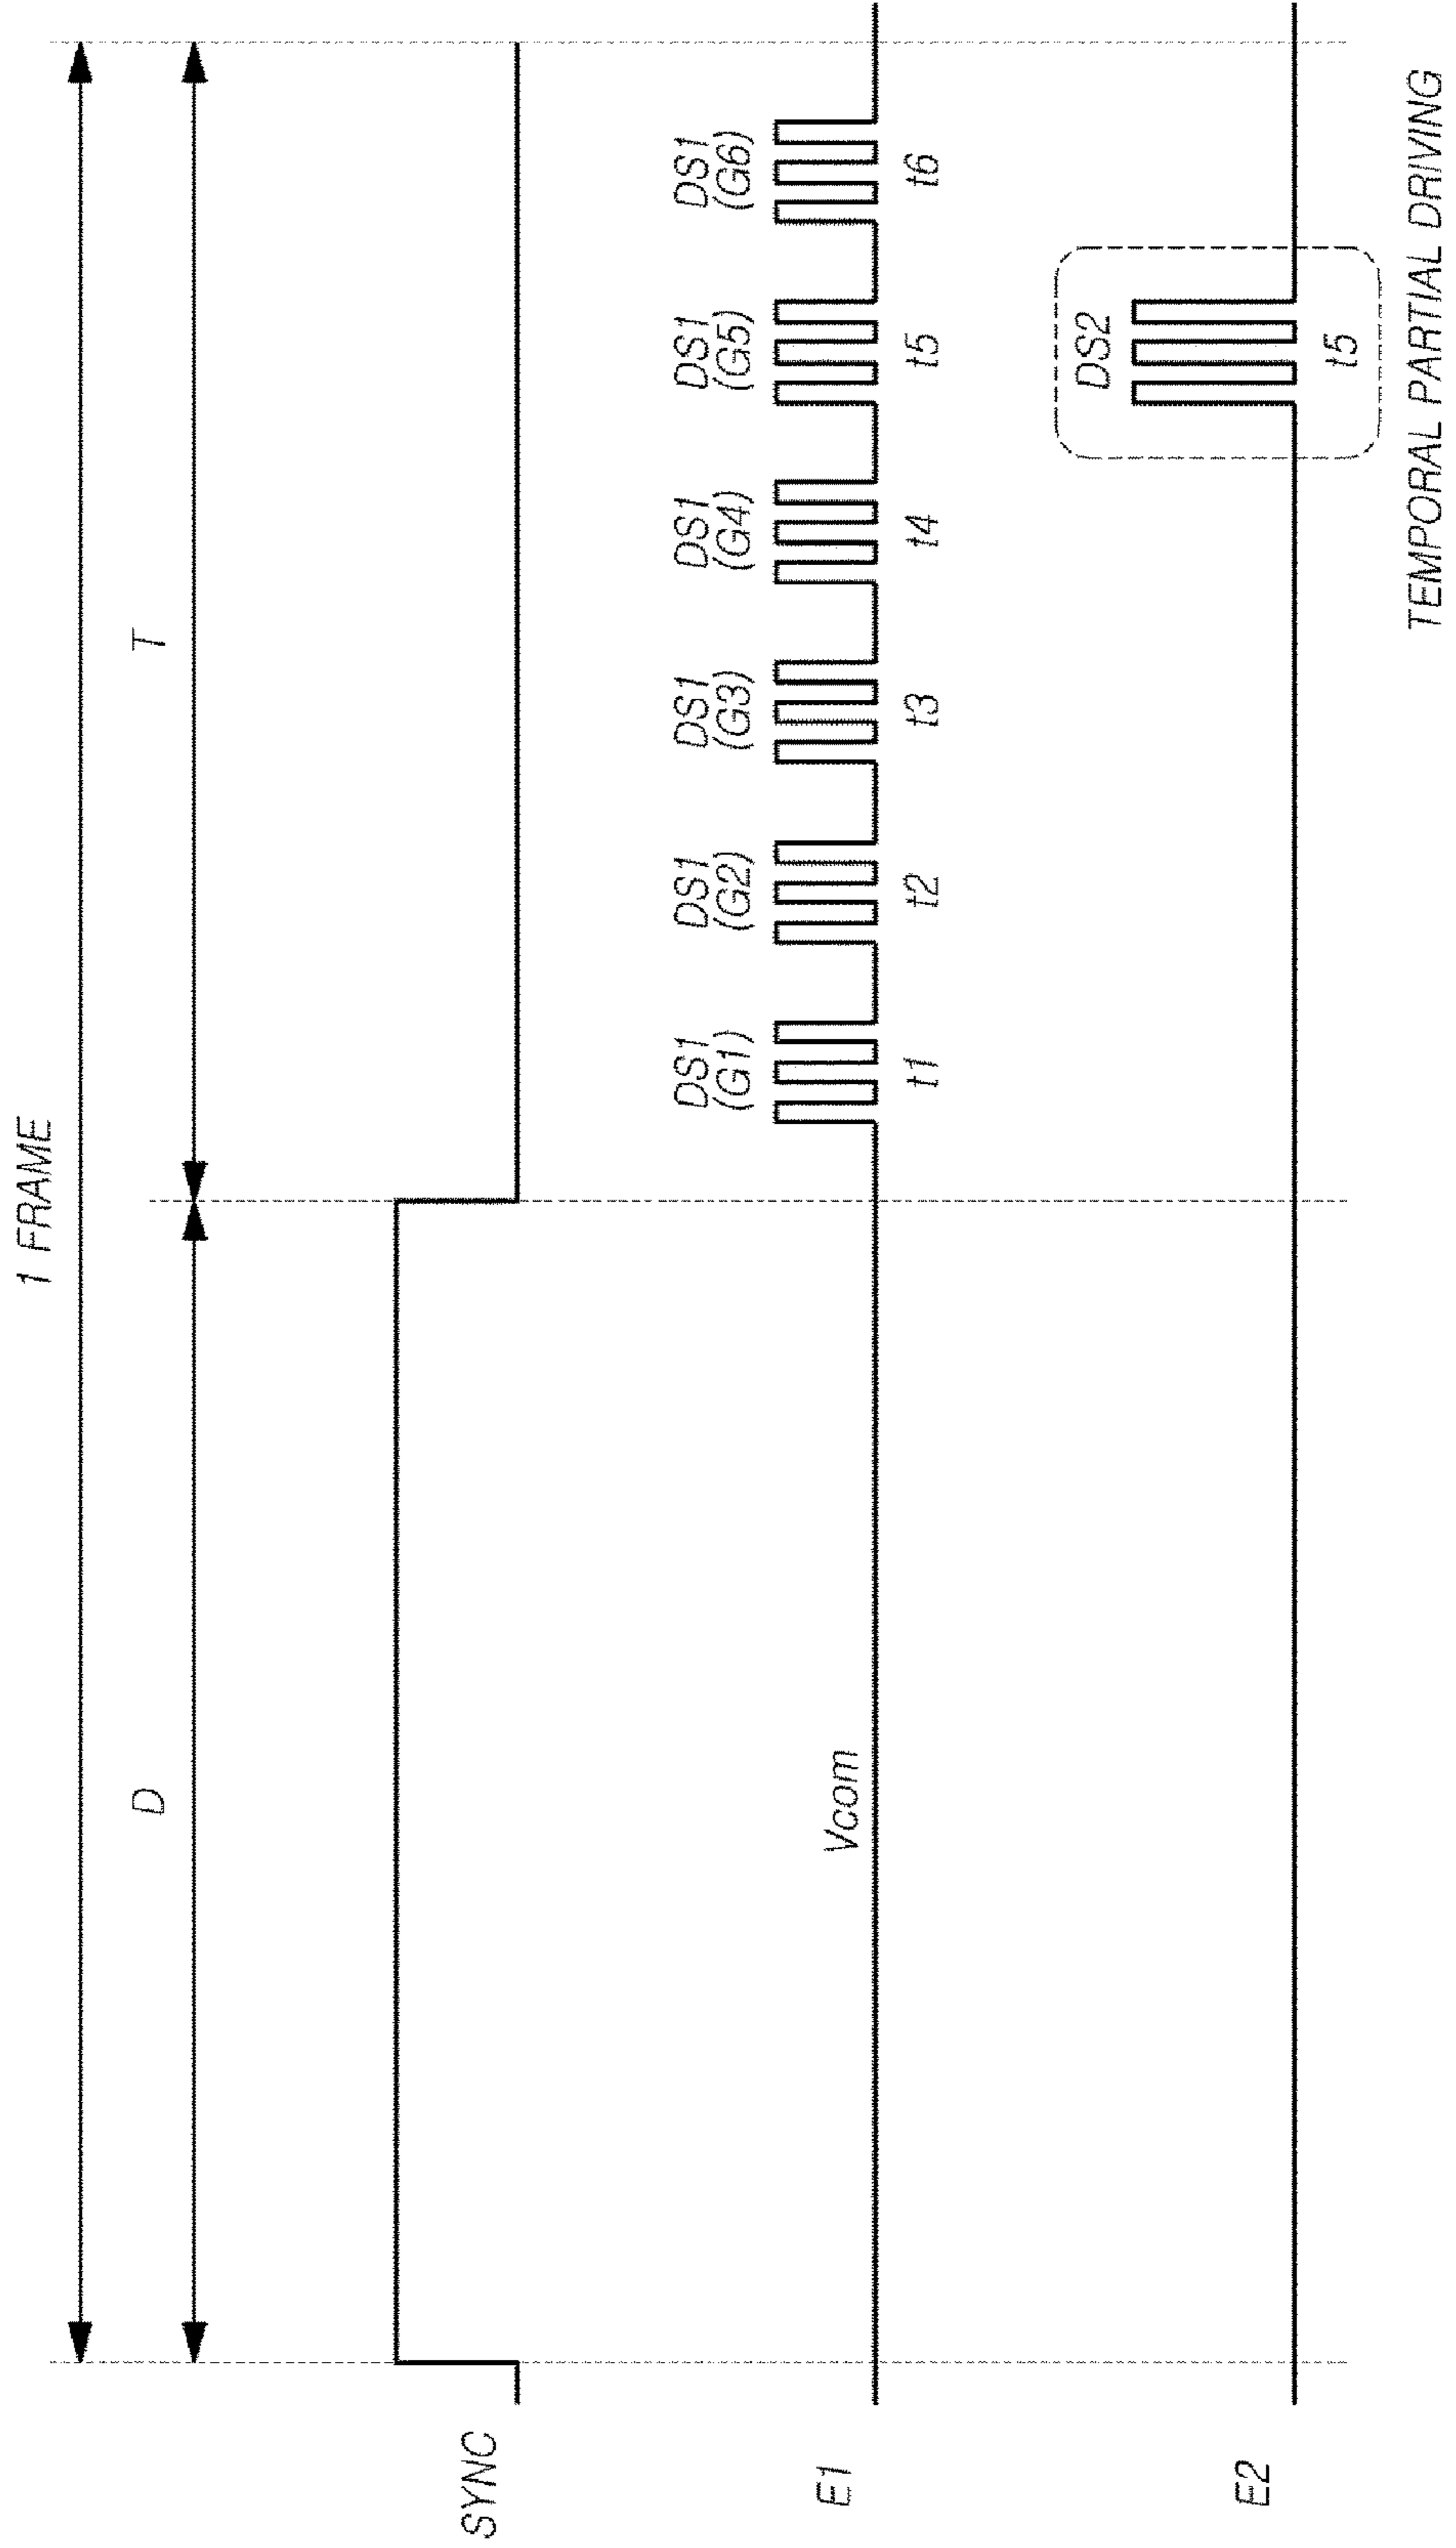 1 FRAME
D
T
SYNC
E1
Vcom
DS1
(G1)
DS1
(G2)
DS1
(G3)
DS1
(G4)
DS1
(G5)
DS1
(G6)
t1
t2
t3
t4
t5
t6
E2
DS2
t5
TEMPORAL PARTIAL DRIVING